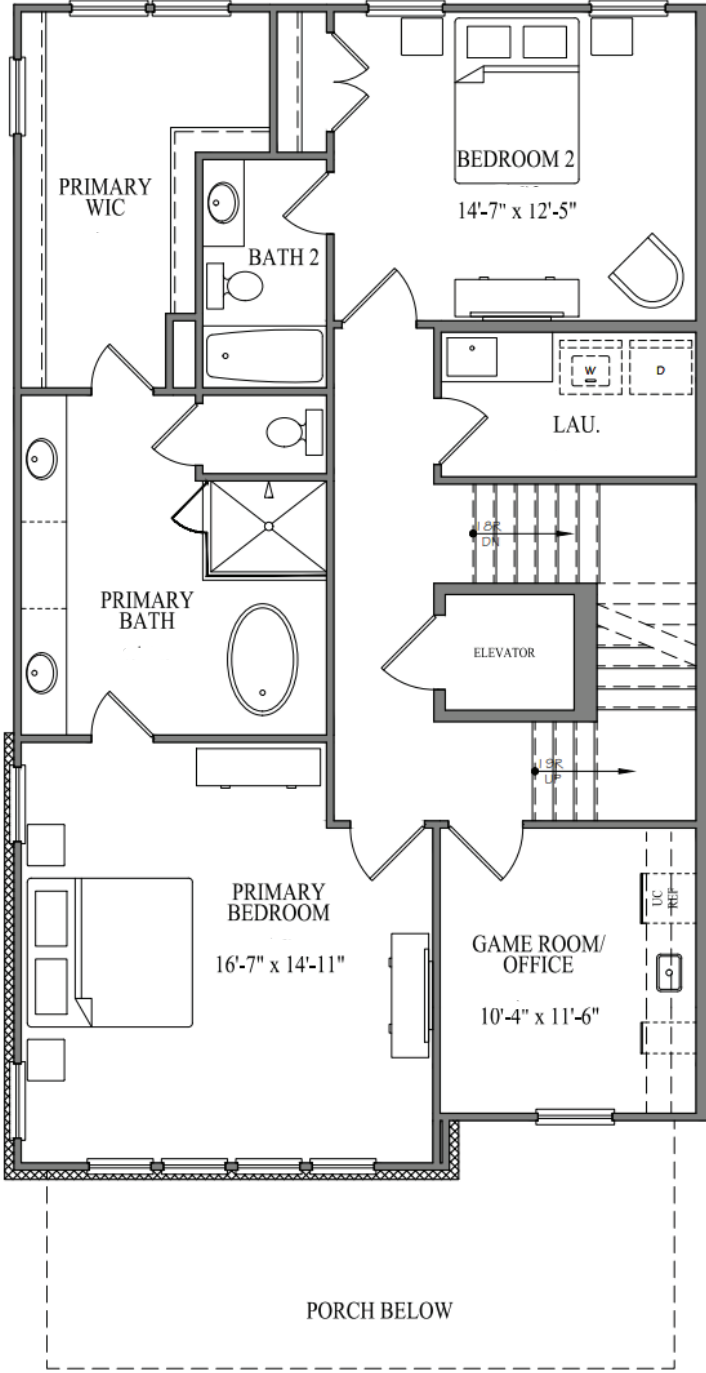 BEDROOM 2
14'-7" x 12'-5"
PRIMARY
WIC
BATH 2
W
D
LAU.
18R
DN
PRIMARY
BATH
ELEVATOR
19R
UP
PRIMARY
BEDROOM
16'-7" x 14'-11"
UC
REF
GAME ROOM/
OFFICE
10'-4" x 11'-6"
PORCH BELOW